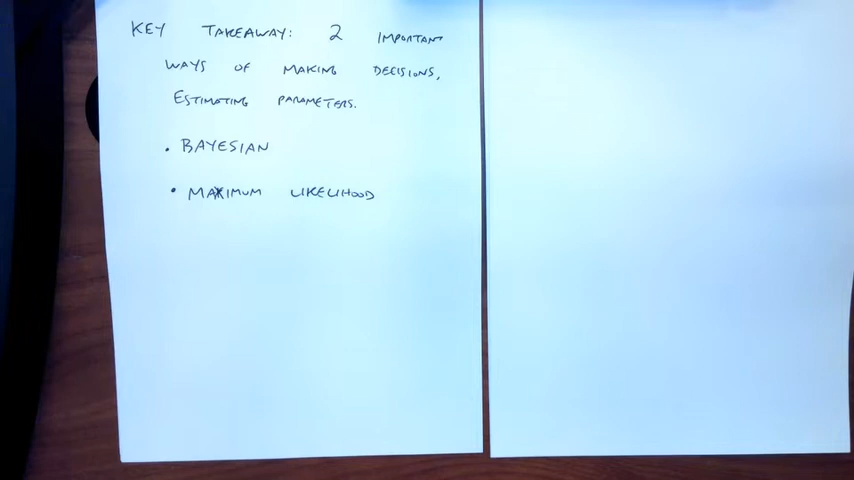 KEY TAKEAWAY: 2 IMPORTANT
WAYS OF MAKING DECISIONS,
ESTIMATING PARAMETERS.
• BAYESIAN
• MAXIMUM LIKELIHOOD